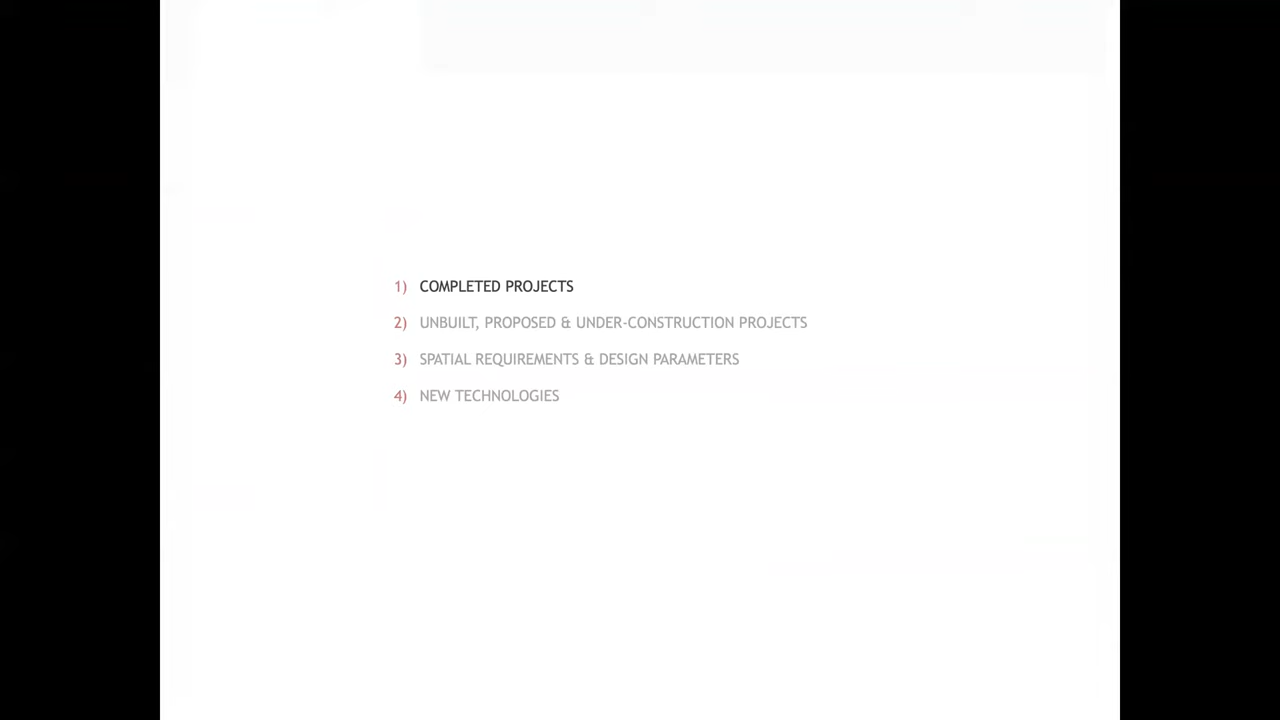 1) COMPLETED PROJECTS
2) UNBUILT, PROPOSED & UNDER-CONSTRUCTION PROJECTS
3) SPATIAL REQUIREMENTS & DESIGN PARAMETERS
4) NEW TECHNOLOGIES